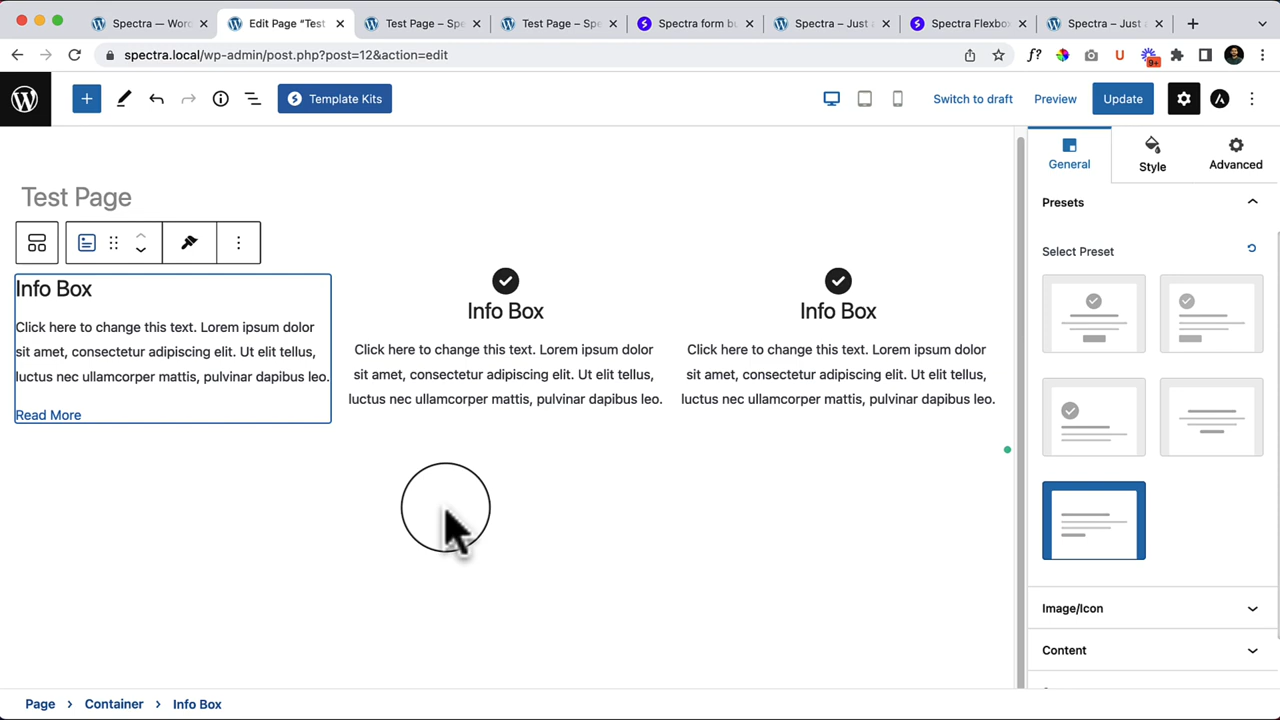 Spectra — Wor
Edit Page “Test
Test Page – Spe
Test Page – Spe
Spectra form bu
Spectra – Just a
Spectra Flexbo
Spectra – Just a
spectra.local/wp-admin/post.php?post=12&action=edit
f?
U
9+
Template Kits
Switch to draft
Preview
Update
General
Style
Advanced
Test Page
Presets
Select Preset
Info Box
Click here to change this text. Lorem ipsum dolor
sit amet, consectetur adipiscing elit. Ut elit tellus,
luctus nec ullamcorper mattis, pulvinar dapibus leo.
Read More
Info Box
Click here to change this text. Lorem ipsum dolor
sit amet, consectetur adipiscing elit. Ut elit tellus,
luctus nec ullamcorper mattis, pulvinar dapibus leo.
Info Box
Click here to change this text. Lorem ipsum dolor
sit amet, consectetur adipiscing elit. Ut elit tellus,
luctus nec ullamcorper mattis, pulvinar dapibus leo.
Image/Icon
Content
Page > Container > Info Box